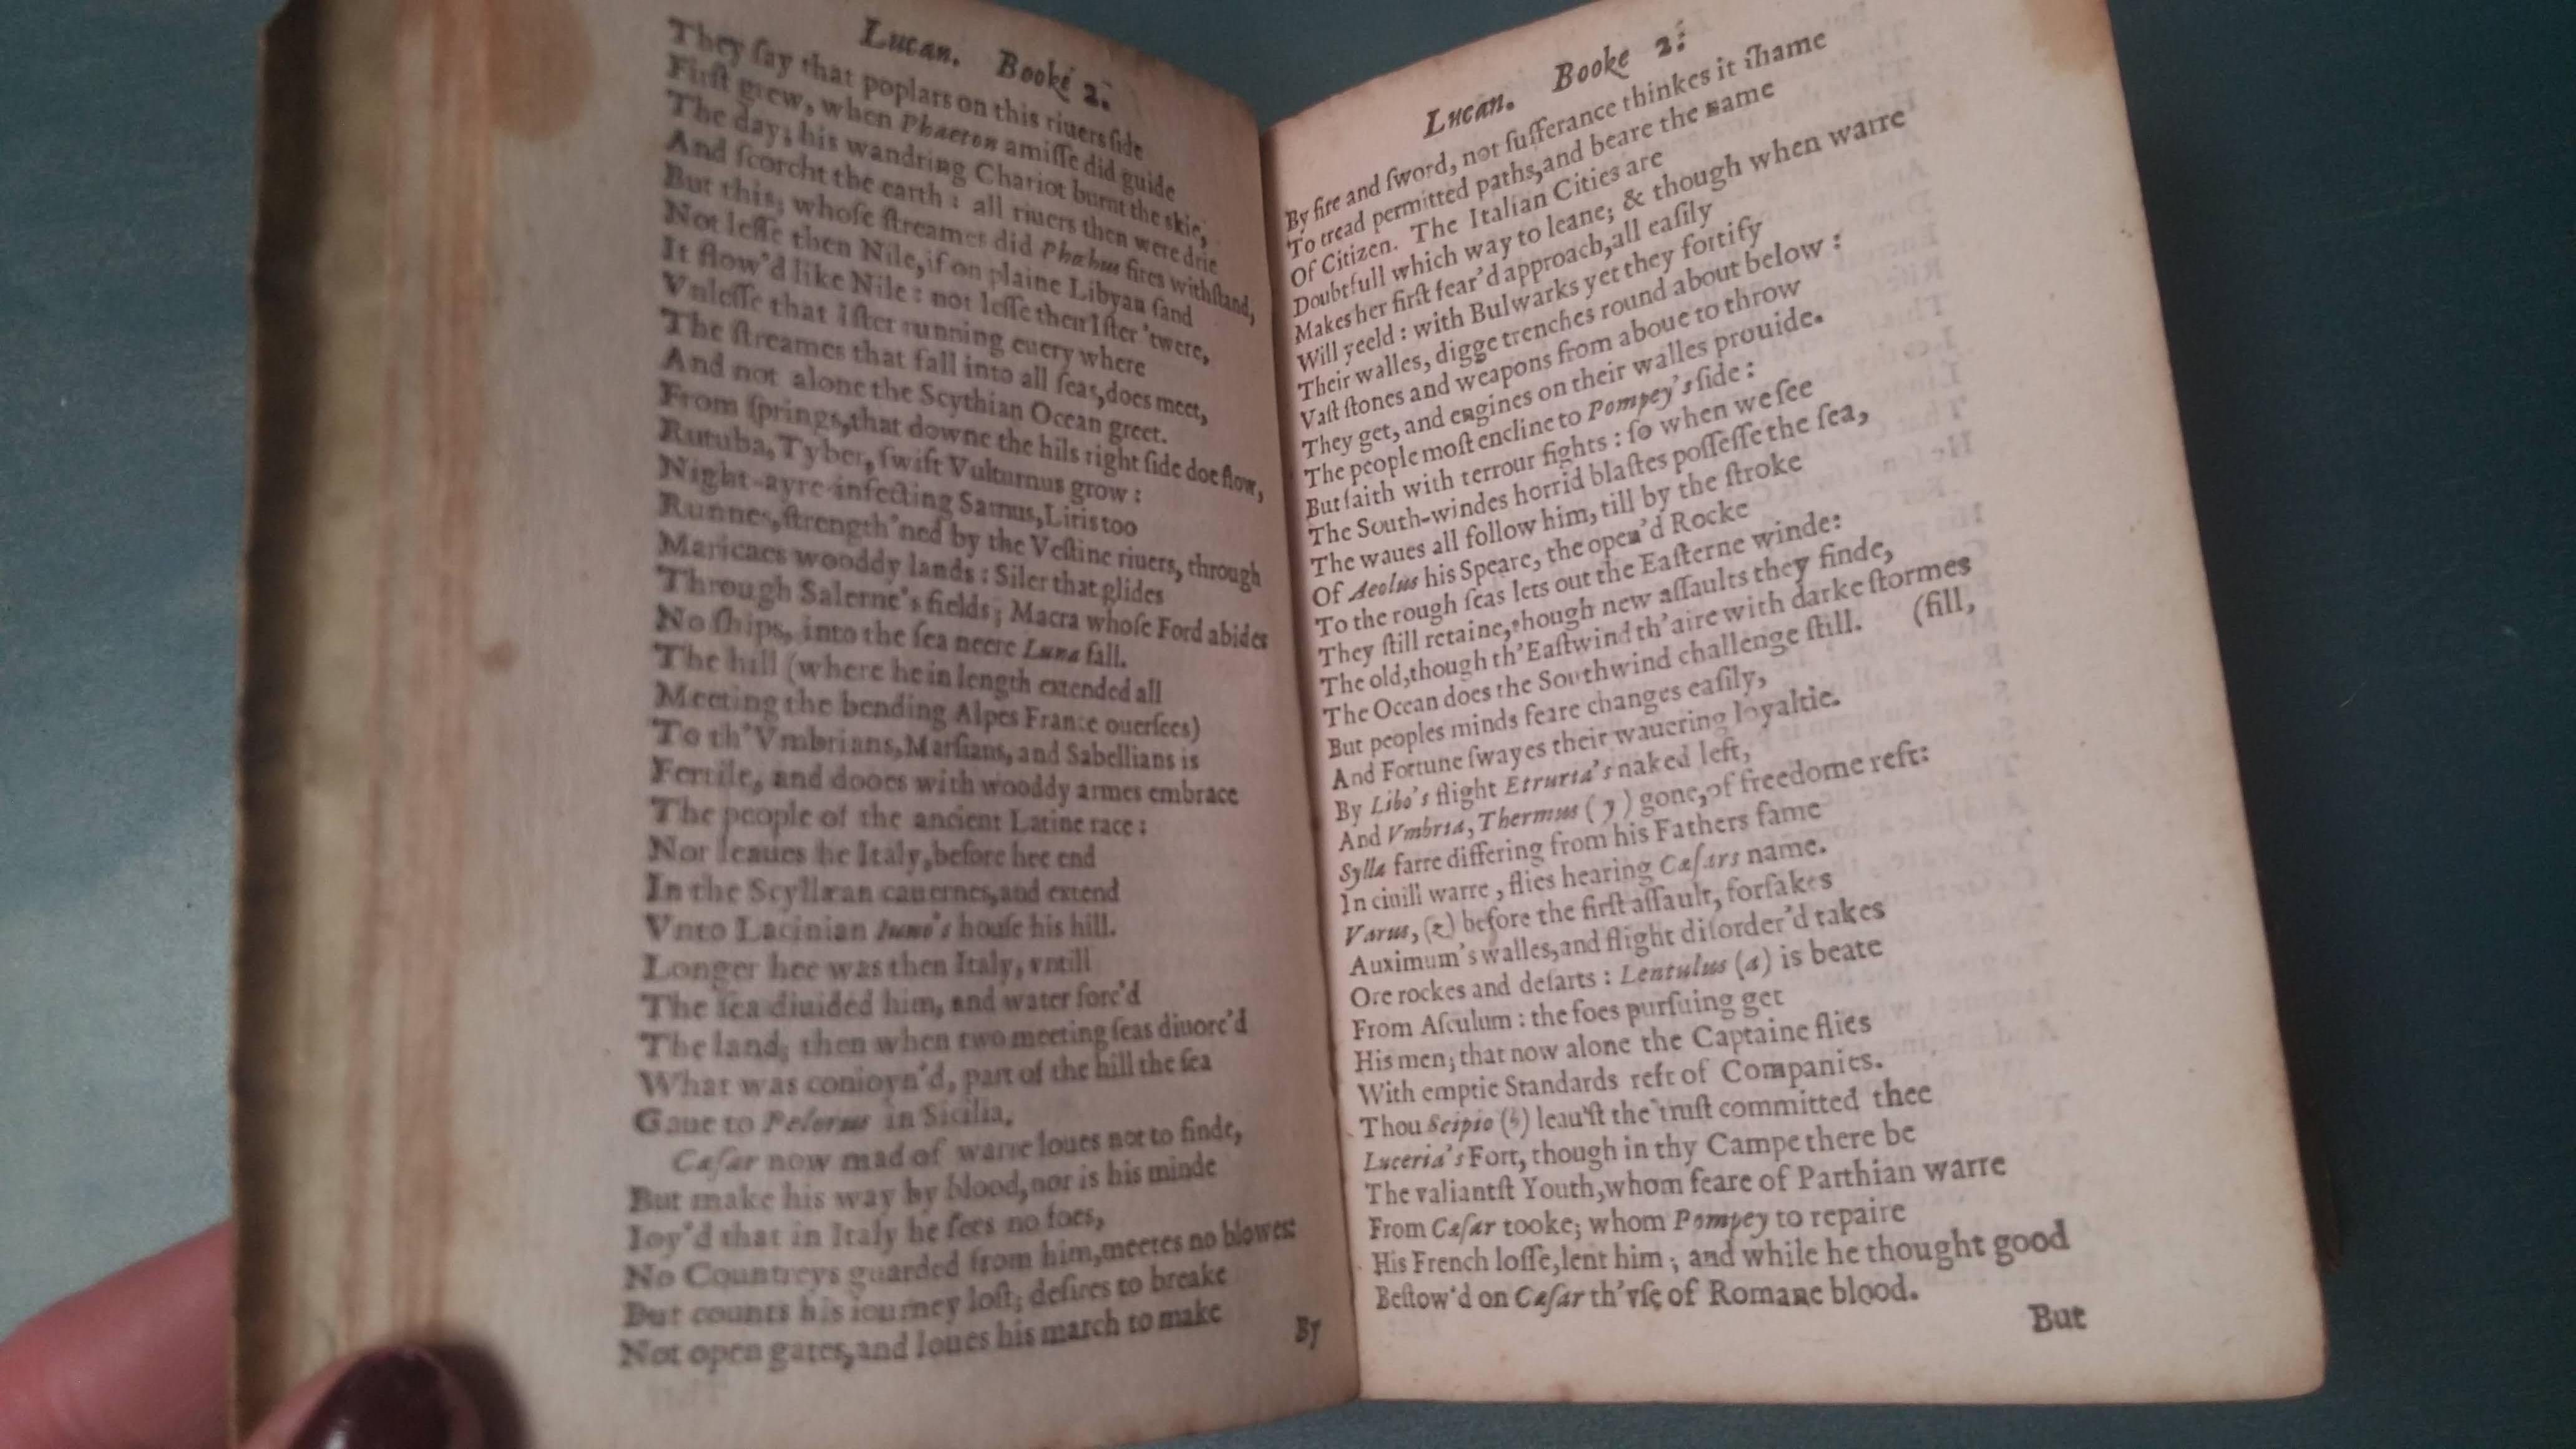 Lucan. Booke 2.
They ſay that poplars on this riuers ſide
Firſt grew, when Phaeton amiſſe did guide
The day; his wandring Chariot burnt the skie,
And ſcorcht the earth : all riuers then were drie
But this, whoſe ſtreames did Phœbus fires withſtand,
Not leſſe then Nile, if on plaine Libyan ſand
It flow'd like Nile : not leſſe then Iſter 'twere,
Vnleſſe that Iſter running euery where
The ſtreames that fall into all ſeas, does meet,
And not alone the Scythian Ocean greet.
From ſprings, that downe the hils right ſide doe flow,
Rutuba, Tyber, ſwift Vulturnus grow :
Night-ayre-infecting Sarnus, Liris too
Runnes, ſtrength'ned by the Veſtine riuers, through
Maricaes wooddy lands : Siler that glides
Through Salerne's fields; Macra whoſe Ford abides
No ſhips, into the ſea neere Luna fall.
The hill (where he in length extended all
Meeting the bending Alpes France ouerſees)
To th' Vmbrians, Marſians, and Sabellians is
Fertile, and dooes with wooddy armes embrace
The people of the ancient Latine race :
Nor leaues he Italy, before hee end
In the Scyllæan cauernes, and extend
Vnto Lacinian Iuno's houſe his hill.
Longer hee was then Italy, vntill
The ſea diuided him, and water forc'd
The land; then when two meeting ſeas diuorc'd
What was conioyn'd, part of the hill the ſea
Gaue to Pelorus in Sicilia.
Cæſar now mad of warre loues not to finde,
But make his way by blood, nor is his minde
Ioy'd that in Italy he ſees no foes,
No Countreys guarded from him, meetes no blowes:
But counts his iourney loſt; deſires to breake
Not open gates, and loues his march to make
By
Lucan. Booke 2.
By fire and ſword, not ſufferance thinkes it ſhame
To tread permitted paths, and beare the name
Of Citizen. The Italian Cities are
Doubtfull which way to leane; & though when warre
Makes her firſt fear'd approach, all eaſily
Will yeeld : with Bulwarks yet they fortify
Their walles, digge trenches round about below :
Vaſt ſtones and weapons from aboue to throw
They get, and engines on their walles prouide.
The people moſt encline to Pompey's ſide :
But faith with terrour fights : ſo when we ſee
The South-windes horrid blaſtes poſſeſſe the ſea,
The waues all follow him, till by the ſtroke
Of Aeolus his Speare, the open'd Rocke
To the rough ſeas lets out the Eaſterne winde:
They ſtill retaine, though new aſſaults they finde,
The old, though th' Eaſtwind th'aire with darke ſtormes
(fill,
The Ocean does the Southwind challenge ſtill.
But peoples minds feare changes eaſily,
And Fortune ſwayes their wauering loyaltie.
By Libo's flight Etruria's naked left,
And Vmbria, Thermus (y) gone, of freedome reft:
Sylla farre differing from his Fathers fame
In ciuill warre, flies hearing Cæſars name.
Varus, (z) before the firſt aſſault, forſakes
Auximum's walles, and flight diſorder'd takes
Ore rockes and deſarts : Lentulus (a) is beate
From Aſculum : the foes purſuing get
His men; that now alone the Captaine flies
With emptie Standards reft of Companies.
Thou Scipio (b) leau'ſt the truſt committed thee
Luceria's Fort, though in thy Campe there be
The valiantſt Youth, whom feare of Parthian warre
From Cæſar tooke; whom Pompey to repaire
His French loſſe, lent him ; and while he thought good
Beſtow'd on Cæſar th'vſe of Romane blood.
But